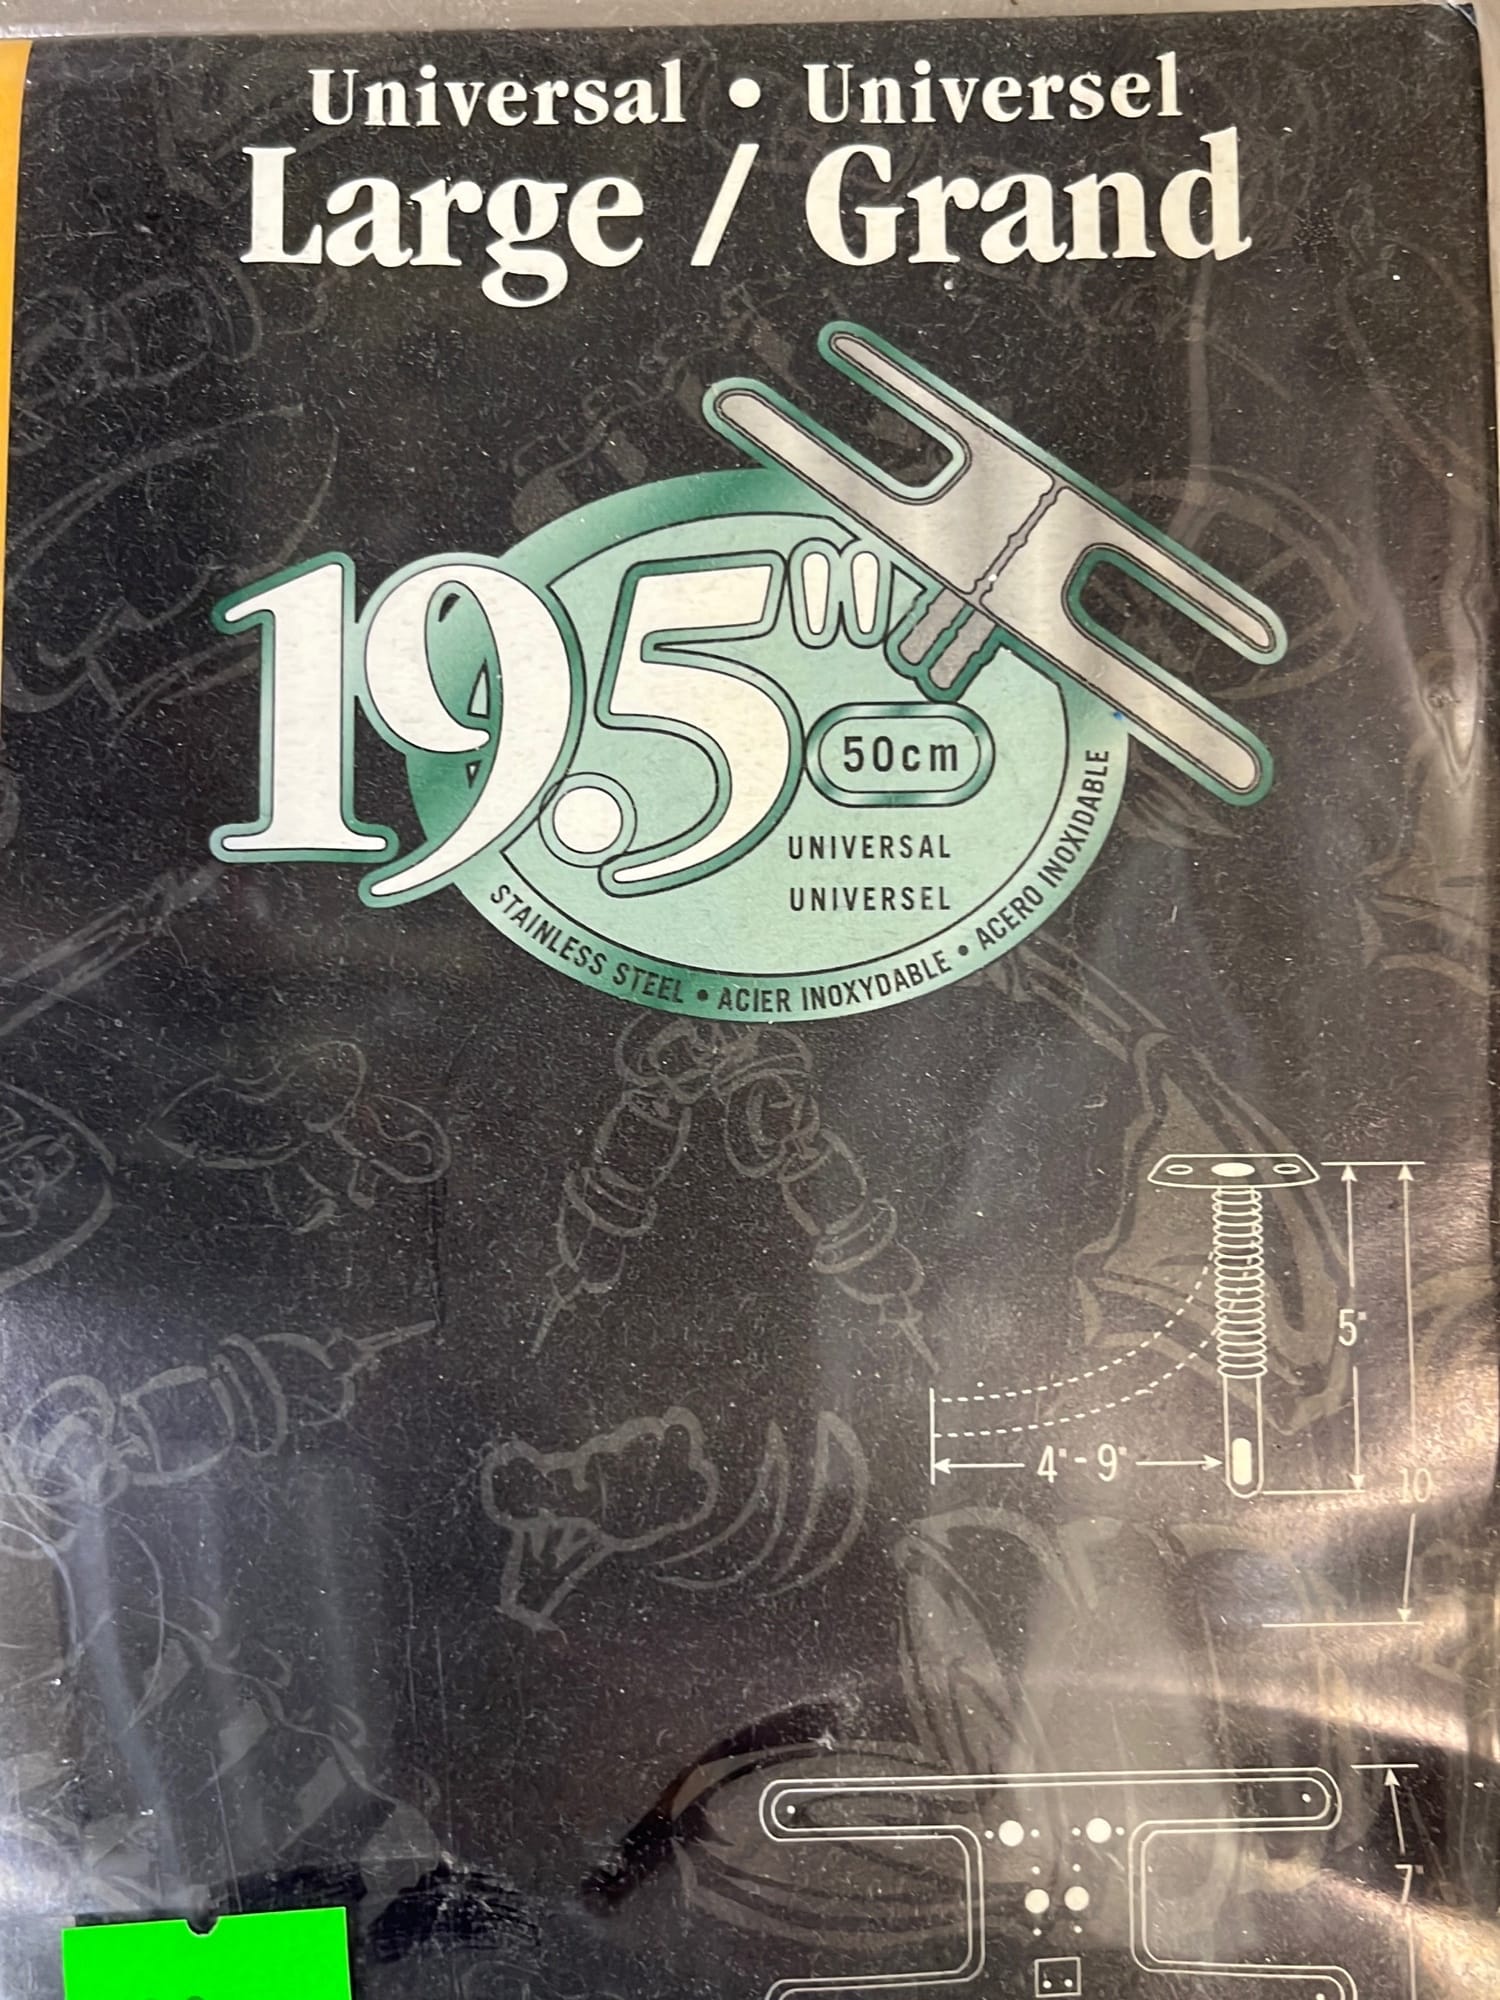 Universal • Universel
Large / Grand
19.5"
50cm
UNIVERSAL
UNIVERSEL
STAINLESS STEEL • ACIER INOXYDABLE • ACERO INOXIDABLE
5"
4" - 9"
10
7"